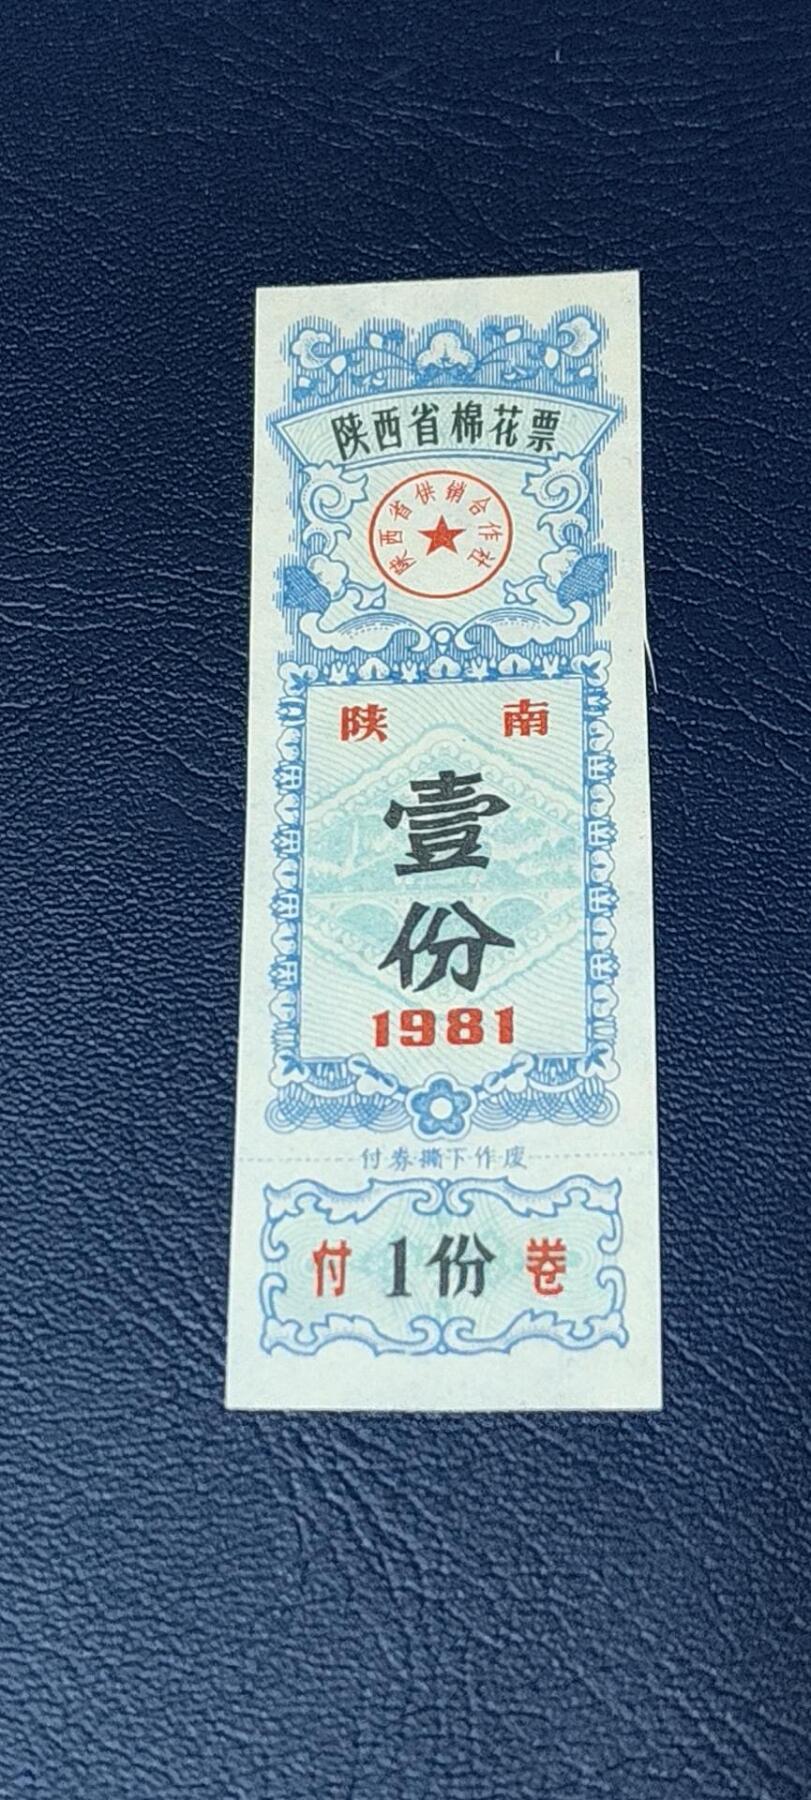 陕西省棉花票
陕西省供销合作社
陕 南
壹
份
1981
付券撕下作废
付 1份 券